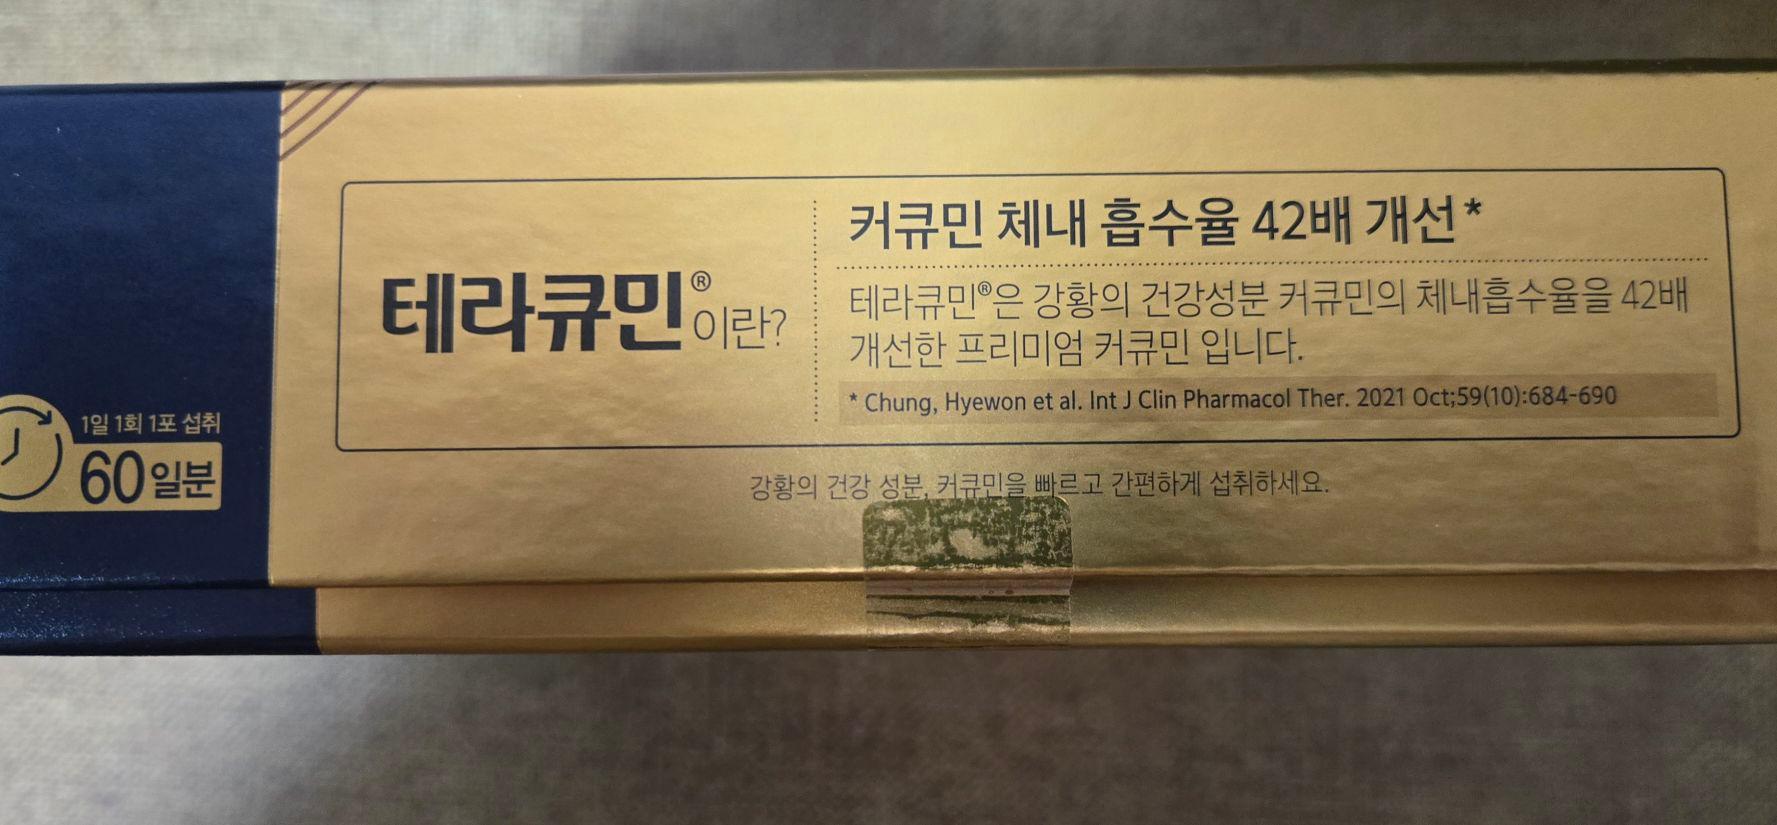 테라큐민®이란?
커큐민 체내 흡수율 42배 개선*
테라큐민®은 강황의 건강성분 커큐민의 체내흡수율을 42배
개선한 프리미엄 커큐민 입니다.
* Chung, Hyewon et al. Int J Clin Pharmacol Ther. 2021 Oct;59(10):684-690
강황의 건강 성분, 커큐민을 빠르고 간편하게 섭취하세요.
1일 1회 1포 섭취
60일분